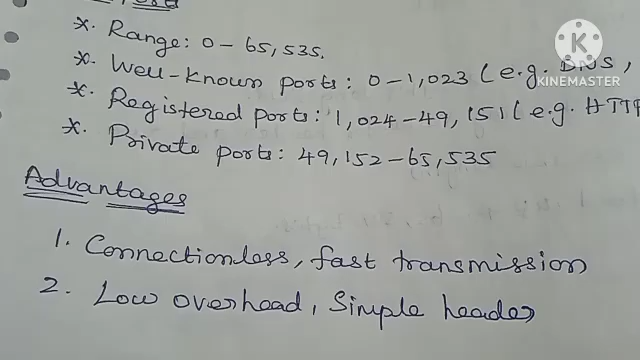 * Range: 0 - 65,535.
* Well-known ports: 0-1,023 (e.g. DNS,
* Registered ports: 1,024-49,151 (e.g. HTTP
* Private ports: 49,152-65,535
Advantages
1. Connectionless, fast transmission
2. Low overhead, Simple header
K
KINEMASTER